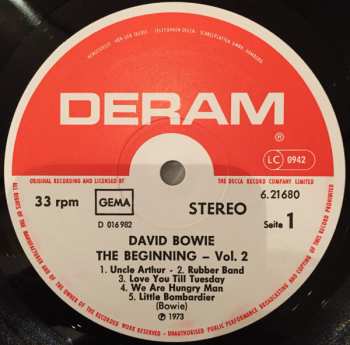 DERAM
®
LC 0942
ORIGINAL RECORDING AND LICENSED BY THE DECCA RECORD COMPANY LIMITED
33 rpm
GEMA
STEREO
6.21680
D 016 982
Seite 1
DAVID BOWIE
THE BEGINNING – Vol. 2
1. Uncle Arthur - 2. Rubber Band
3. Love You Till Tuesday
4. We Are Hungry Man
5. Little Bombardier
(Bowie)
℗ 1973
ALL RIGHTS OF THE MANUFACTURER AND OF THE OWNER OF THE RECORDED WORK RESERVED - UNAUTHORISED PUBLIC PERFORMANCE BROADCASTING AND COPYING OF THIS RECORD PROHIBITED